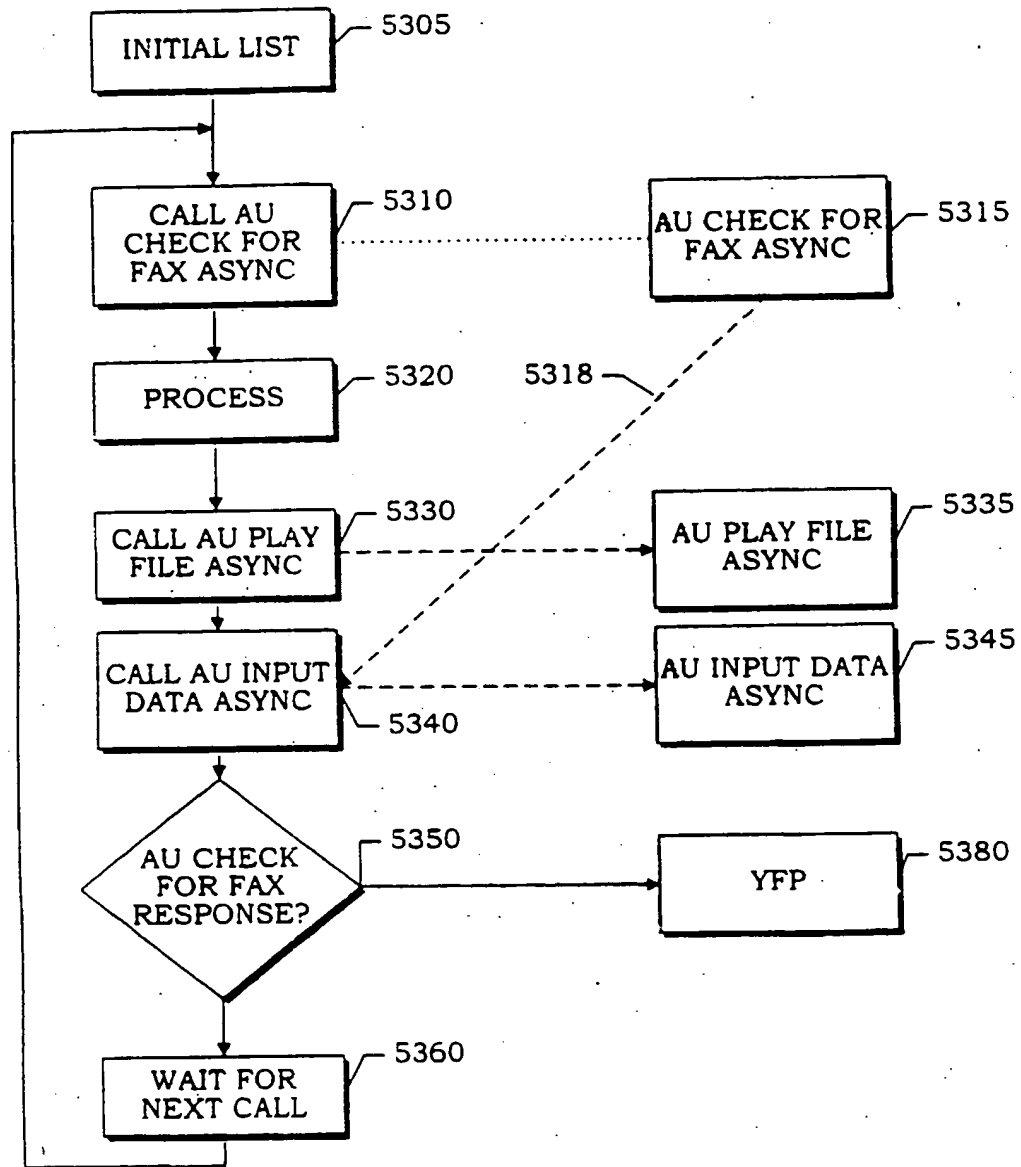 INITIAL LIST
5305
CALL AU
CHECK FOR
FAX ASYNC
5310
AU CHECK FOR
FAX ASYNC
5315
PROCESS
5320
5318
CALL AU PLAY
FILE ASYNC
5330
AU PLAY FILE
ASYNC
5335
CALL AU INPUT
DATA ASYNC
5340
AU INPUT DATA
ASYNC
5345
AU CHECK
FOR FAX
RESPONSE?
5350
YFP
5380
WAIT FOR
NEXT CALL
5360